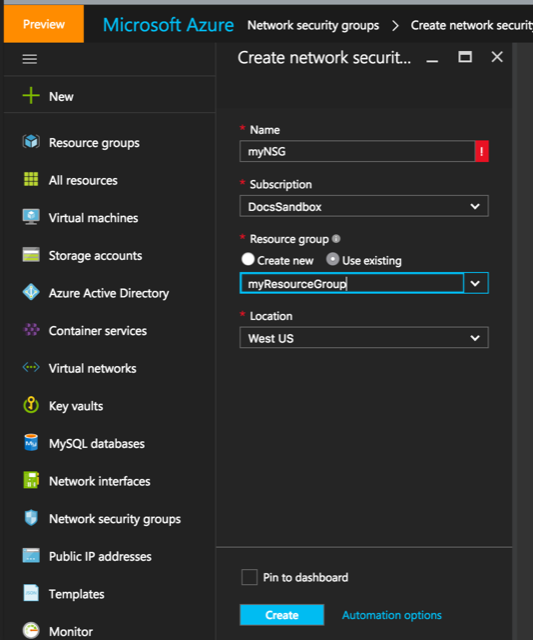 Preview Microsoft Azure Network security groups > Create network securit
Create network securit...
New
Resource groups
All resources
Virtual machines
Storage accounts
Azure Active Directory
Container services
Virtual networks
Key vaults
MySQL databases
Network interfaces
Network security groups
Public IP addresses
Templates
Monitor
* Name
myNSG
!
* Subscription
DocsSandbox
* Resource group
Create new Use existing
myResourceGroup
* Location
West US
Pin to dashboard
Create Automation options